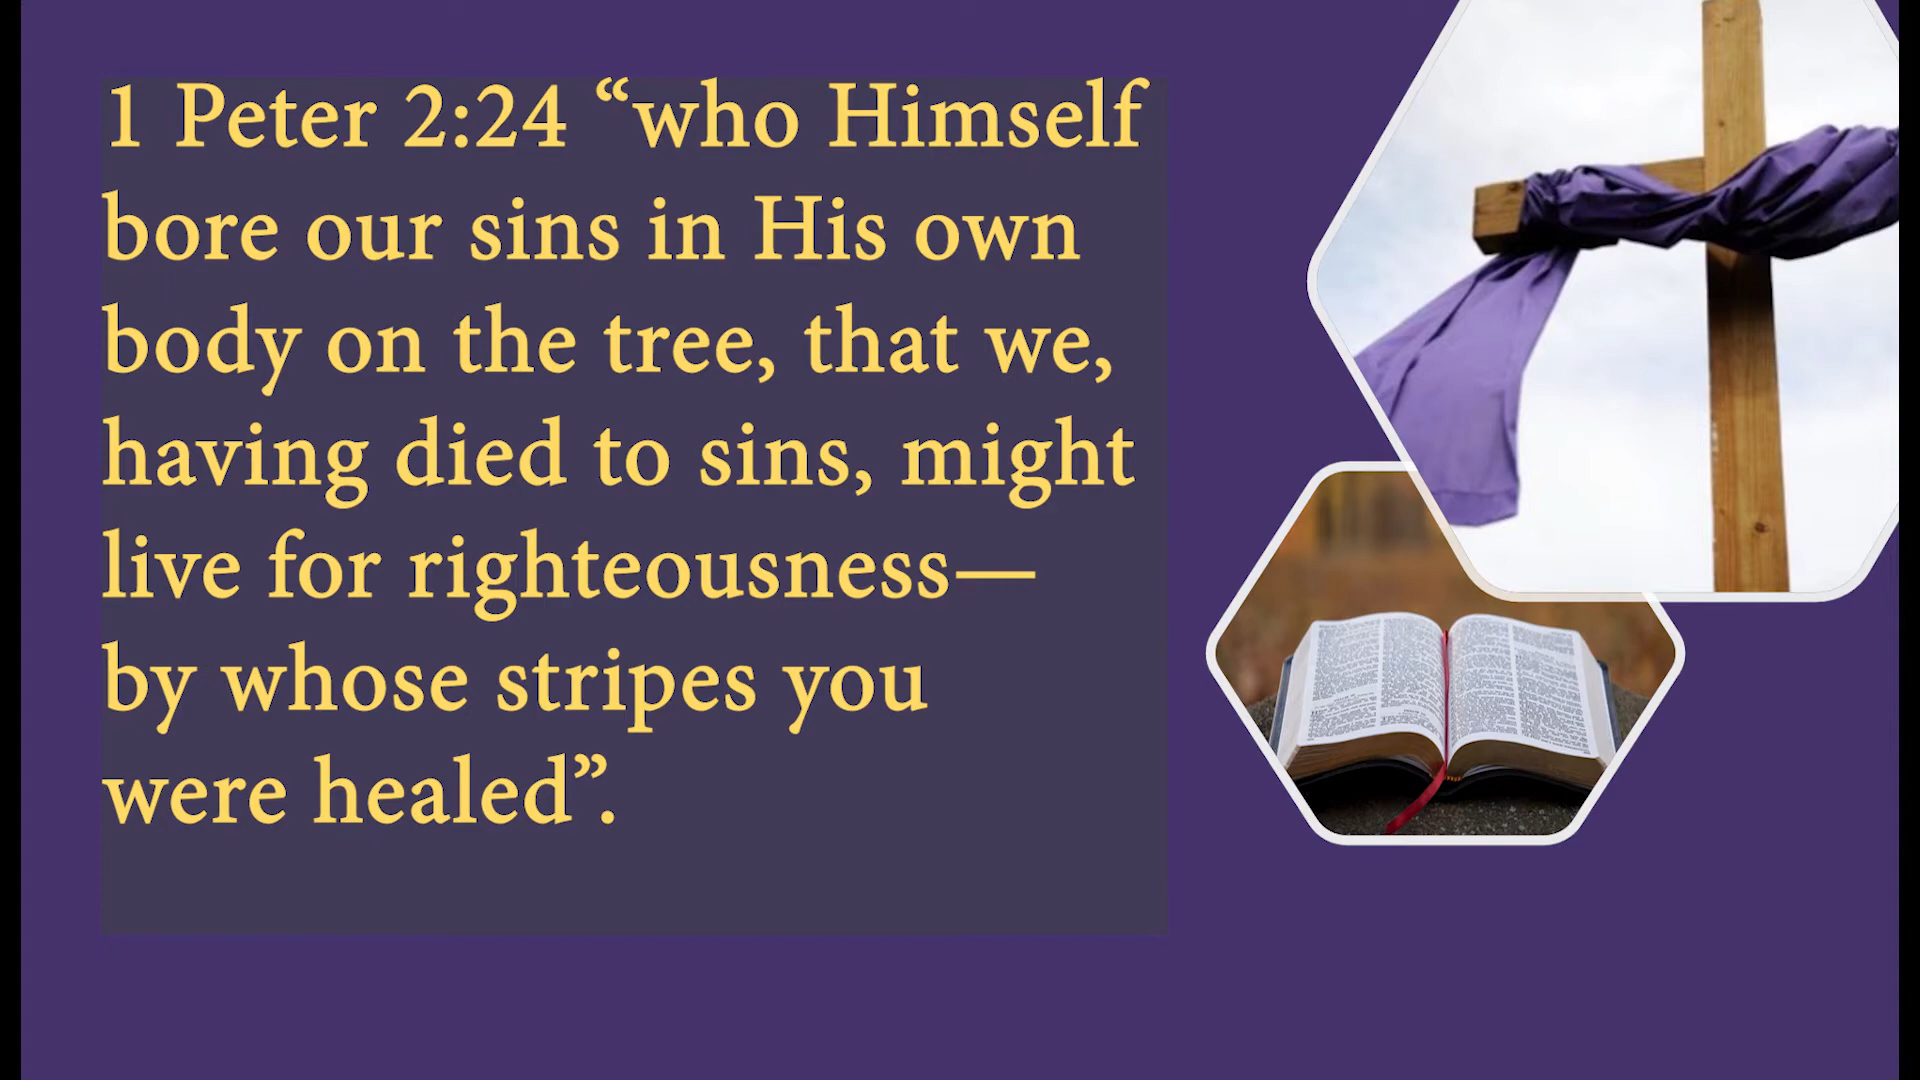 1 Peter 2:24 “who Himself
bore our sins in His own
body on the tree, that we,
having died to sins, might
live for righteousness—
by whose stripes you
were healed”.